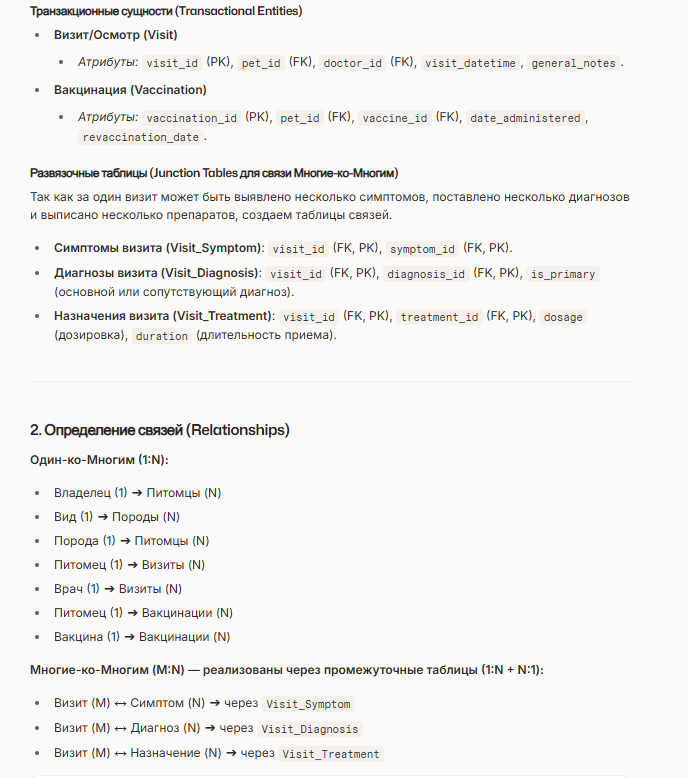 Транзакционные сущности (Transactional Entities)
• Визит/Осмотр (Visit)
• Атрибуты: visit_id (PK), pet_id (FK), doctor_id (FK), visit_datetime, general_notes.
• Вакцинация (Vaccination)
• Атрибуты: vaccination_id (PK), pet_id (FK), vaccine_id (FK), date_administered,
revaccination_date.
Развязочные таблицы (Junction Tables для связи Многие-ко-Многим)
Так как за один визит может быть выявлено несколько симптомов, поставлено несколько диагнозов
и выписано несколько препаратов, создаем таблицы связей.
• Симптомы визита (Visit_Symptom): visit_id (FK, PK), symptom_id (FK, PK).
• Диагнозы визита (Visit_Diagnosis): visit_id (FK, PK), diagnosis_id (FK, PK), is_primary
(основной или сопутствующий диагноз).
• Назначения визита (Visit_Treatment): visit_id (FK, PK), treatment_id (FK, PK), dosage
(дозировка), duration (длительность приема).
2. Определение связей (Relationships)
Один-ко-Многим (1:N):
• Владелец (1) ➔ Питомцы (N)
• Вид (1) ➔ Породы (N)
• Порода (1) ➔ Питомцы (N)
• Питомец (1) ➔ Визиты (N)
• Врач (1) ➔ Визиты (N)
• Питомец (1) ➔ Вакцинации (N)
• Вакцина (1) ➔ Вакцинации (N)
Многие-ко-Многим (M:N) — реализованы через промежуточные таблицы (1:N + N:1):
• Визит (M) ↔ Симптом (N) ➔ через Visit_Symptom
• Визит (M) ↔ Диагноз (N) ➔ через Visit_Diagnosis
• Визит (M) ↔ Назначение (N) ➔ через Visit_Treatment